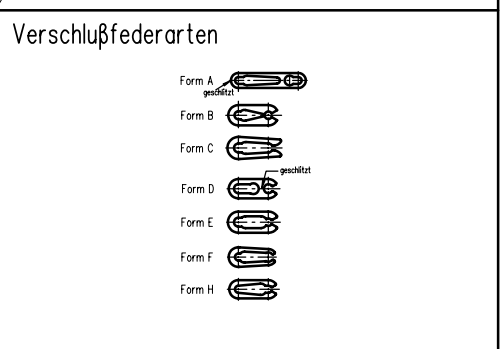 Verschlußfederarten
Form A
geschlitzt
Form B
Form C
geschlitzt
Form D
Form E
Form F
Form H